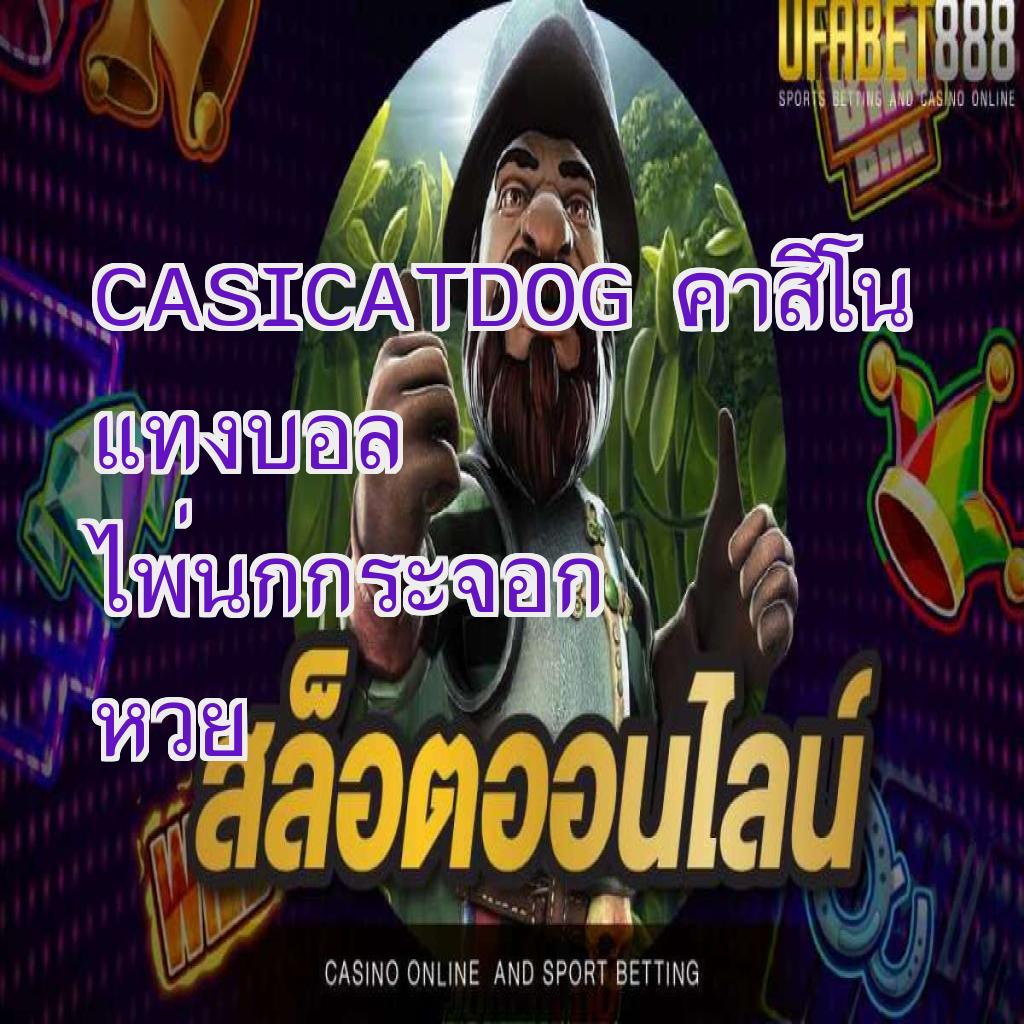 UFABET888
SPORTS BETTING AND CASINO ONLINE
BAR
CASICATDOG คาสิโน
แทงบอล
ไพ่นกกระจอก
หวย
สล็อตออนไลน์
CASINO ONLINE AND SPORT BETTING